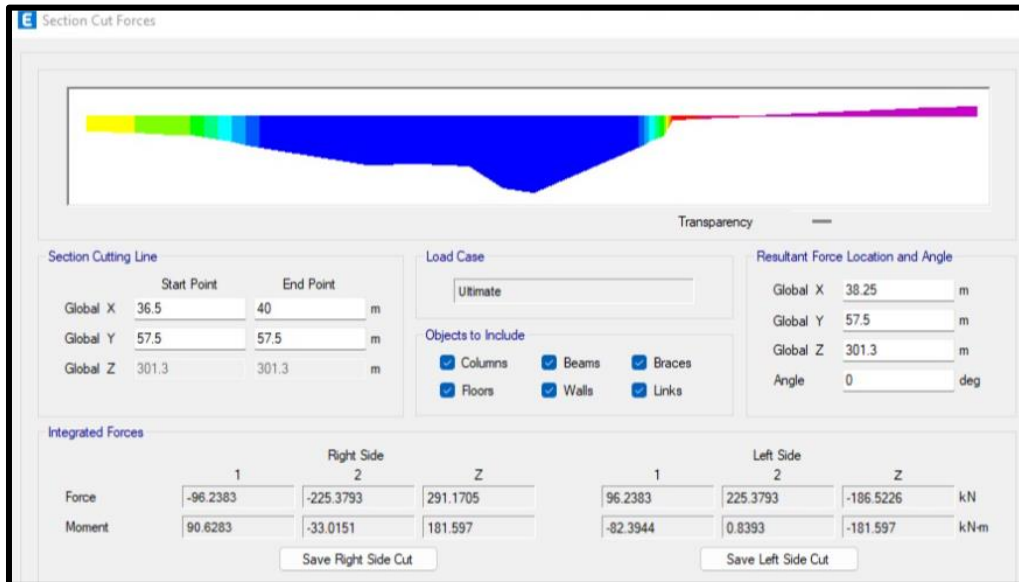 E Section Cut Forces
Transparency
Section Cutting Line
Start Point End Point
Global X 36.5 40 m
Global Y 57.5 57.5 m
Global Z 301.3 301.3 m
Load Case
Ultimate
Objects to Include
Columns Beams Braces
Floors Walls Links
Resultant Force Location and Angle
Global X 38.25 m
Global Y 57.5 m
Global Z 301.3 m
Angle 0 deg
Integrated Forces
Right Side Left Side
1 2 Z 1 2 Z
Force -96.2383 -225.3793 291.1705 96.2383 225.3793 -186.5226 kN
Moment 90.6283 -33.0151 181.597 -82.3944 0.8393 -181.597 kN-m
Save Right Side Cut Save Left Side Cut